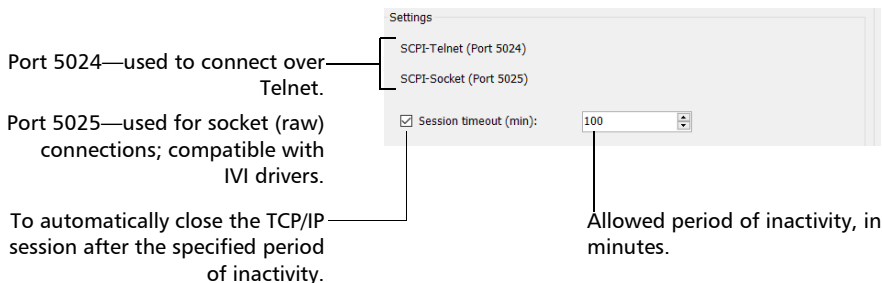 Settings
SCPI-Telnet (Port 5024)
SCPI-Socket (Port 5025)
Session timeout (min):
100
Port 5024—used to connect over
Telnet.
Port 5025—used for socket (raw)
connections; compatible with
IVI drivers.
To automatically close the TCP/IP
session after the specified period
of inactivity.
Allowed period of inactivity, in
minutes.